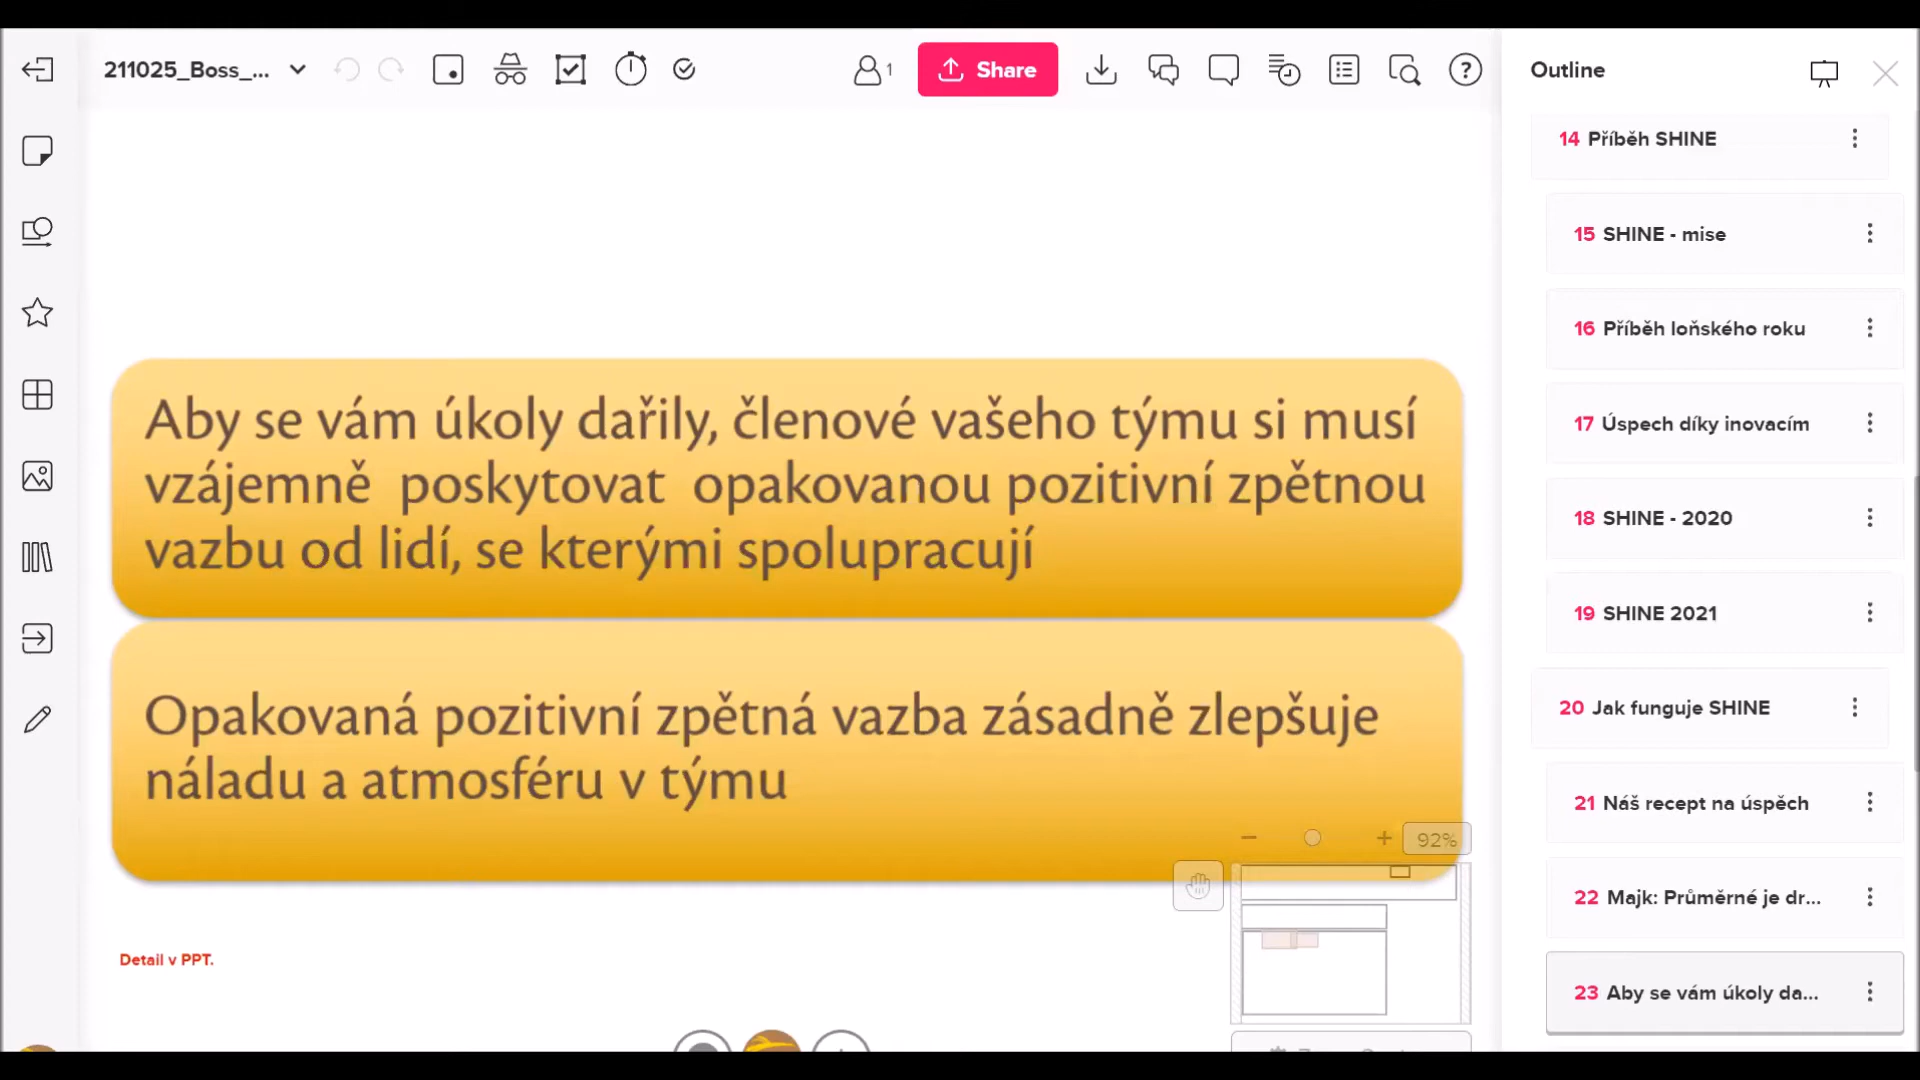 211025_Boss_...
1
Share
Outline
14 Příběh SHINE
15 SHINE - mise
16 Příběh loňského roku
17 Úspech díky inovacím
18 SHINE - 2020
19 SHINE 2021
20 Jak funguje SHINE
21 Náš recept na úspěch
22 Majk: Průměrné je dr...
23 Aby se vám úkoly da...
Aby se vám úkoly dařily, členové vašeho týmu si musí
vzájemně poskytovat opakovanou pozitivní zpětnou
vazbu od lidí, se kterými spolupracují
Opakovaná pozitivní zpětná vazba zásadně zlepšuje
náladu a atmosféru v týmu
92%
Detail v PPT.